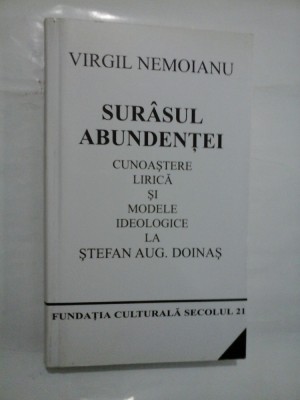 VIRGIL NEMOIANU
SURÂSUL
ABUNDENȚEI
CUNOAȘTERE
LIRICĂ
ȘI
MODELE
IDEOLOGICE
LA
ȘTEFAN AUG. DOINAȘ
FUNDAȚIA CULTURALĂ SECOLUL 21